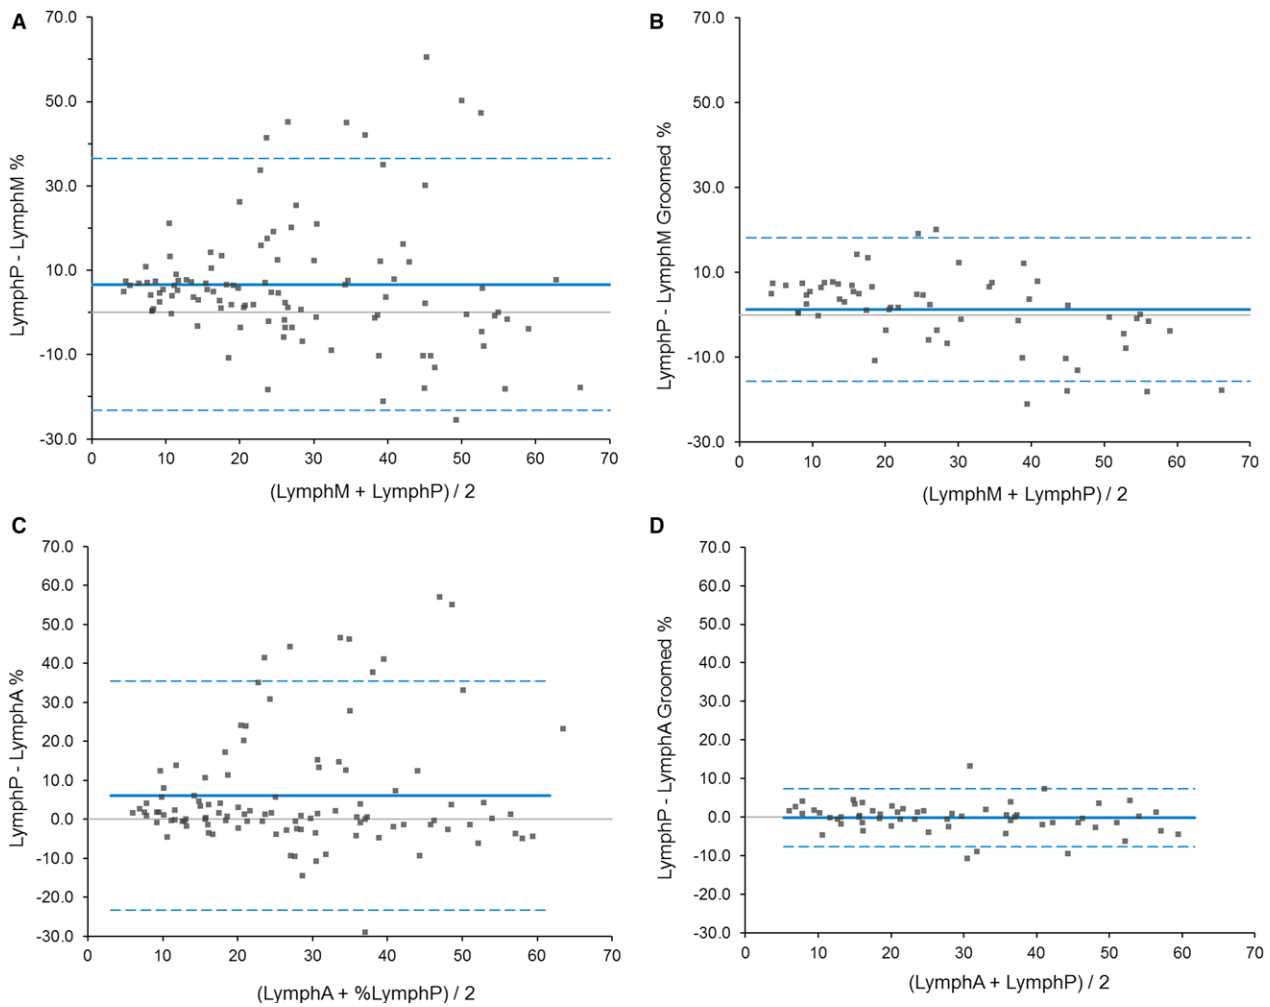 A
70.0
50.0
30.0
10.0
-10.0
-30.0
LymphP - LymphM %
0 10 20 30 40 50 60 70
(LymphM + LymphP) / 2
B
70.0
50.0
30.0
10.0
-10.0
-30.0
LymphP - LymphM Groomed %
0 10 20 30 40 50 60 70
(LymphM + LymphP) / 2
C
70.0
60.0
50.0
40.0
30.0
20.0
10.0
0.0
-10.0
-20.0
-30.0
LymphP - LymphA %
0 10 20 30 40 50 60 70
(LymphA + %LymphP) / 2
D
70.0
60.0
50.0
40.0
30.0
20.0
10.0
0.0
-10.0
-20.0
-30.0
LymphP - LymphA Groomed %
0 10 20 30 40 50 60 70
(LymphA + LymphP) / 2